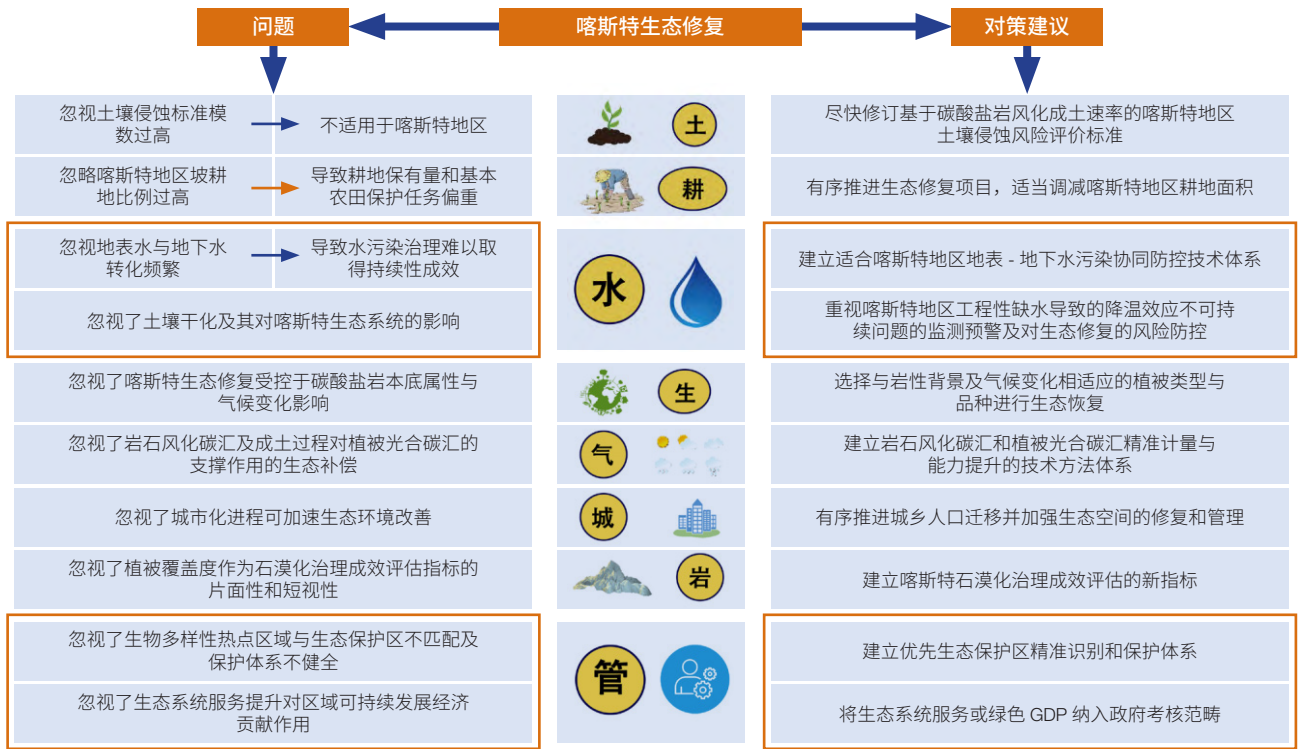 问题
喀斯特生态修复
对策建议
忽视土壤侵蚀标准模
数过高
不适用于喀斯特地区
土
尽快修订基于碳酸盐岩风化成土速率的喀斯特地区
土壤侵蚀风险评价标准
忽略喀斯特地区坡耕
地比例过高
导致耕地保有量和基本
农田保护任务偏重
耕
有序推进生态修复项目，适当调减喀斯特地区耕地面积
忽视地表水与地下水
转化频繁
导致水污染治理难以取
得持续性成效
水
建立适合喀斯特地区地表 - 地下水污染协同防控技术体系
忽视了土壤干化及其对喀斯特生态系统的影响
重视喀斯特地区工程性缺水导致的降温效应不可持
续问题的监测预警及对生态修复的风险防控
忽视了喀斯特生态修复受控于碳酸盐岩本底属性与
气候变化影响
生
选择与岩性背景及气候变化相适应的植被类型与
品种进行生态恢复
忽视了岩石风化碳汇及成土过程对植被光合碳汇的
支撑作用的生态补偿
气
建立岩石风化碳汇和植被光合碳汇精准计量与
能力提升的技术方法体系
忽视了城市化进程可加速生态环境改善
城
有序推进城乡人口迁移并加强生态空间的修复和管理
忽视了植被覆盖度作为石漠化治理成效评估指标的
片面性和短视性
岩
建立喀斯特石漠化治理成效评估的新指标
忽视了生物多样性热点区域与生态保护区不匹配及
保护体系不健全
管
建立优先生态保护区精准识别和保护体系
忽视了生态系统服务提升对区域可持续发展经济
贡献作用
将生态系统服务或绿色 GDP 纳入政府考核范畴